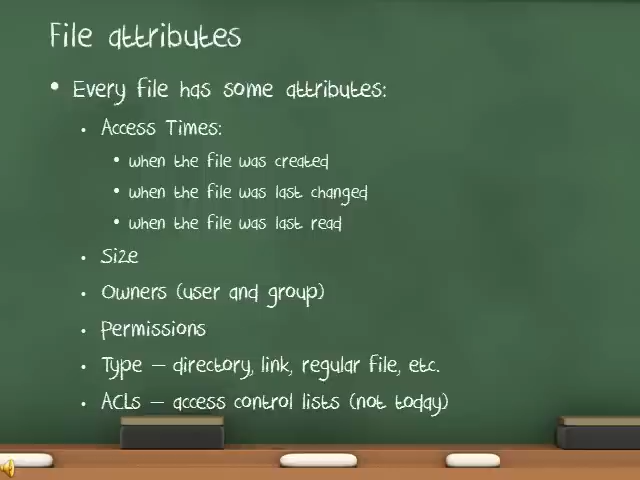 File attributes
• Every file has some attributes:
• Access Times:
• when the file was created
• when the file was last changed
• when the file was last read
• Size
• Owners (user and group)
• Permissions
• Type – directory, link, regular file, etc.
• ACLs – access control lists (not today)